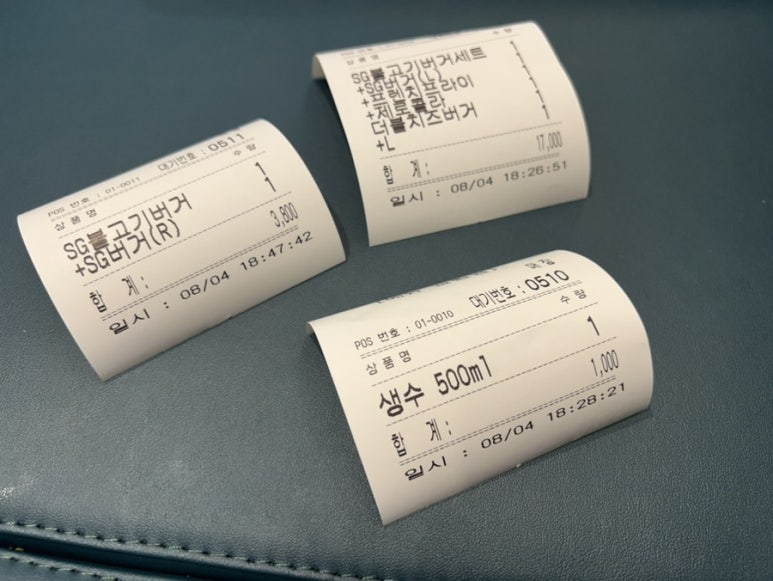 POS 번호 : 01-0011 대기번호 : 0511
상품명 수량
SG불고기버거 1
+SG버거(R) 1
합 계: 3,800
일시 : 08/04 18:47:42
상품명 수량
SG불고기버거세트 1
+SG버거(L) 1
+프렌치프라이 1
+제로콜라 1
더블치즈버거 1
+L 1
합 계: 17,000
일시 : 08/04 18:26:51
대기번호 : 0510
POS 번호 : 01-0010
상품명 수량
생수 500ml 1
합 계: 1,000
일시 : 08/04 18:28:21